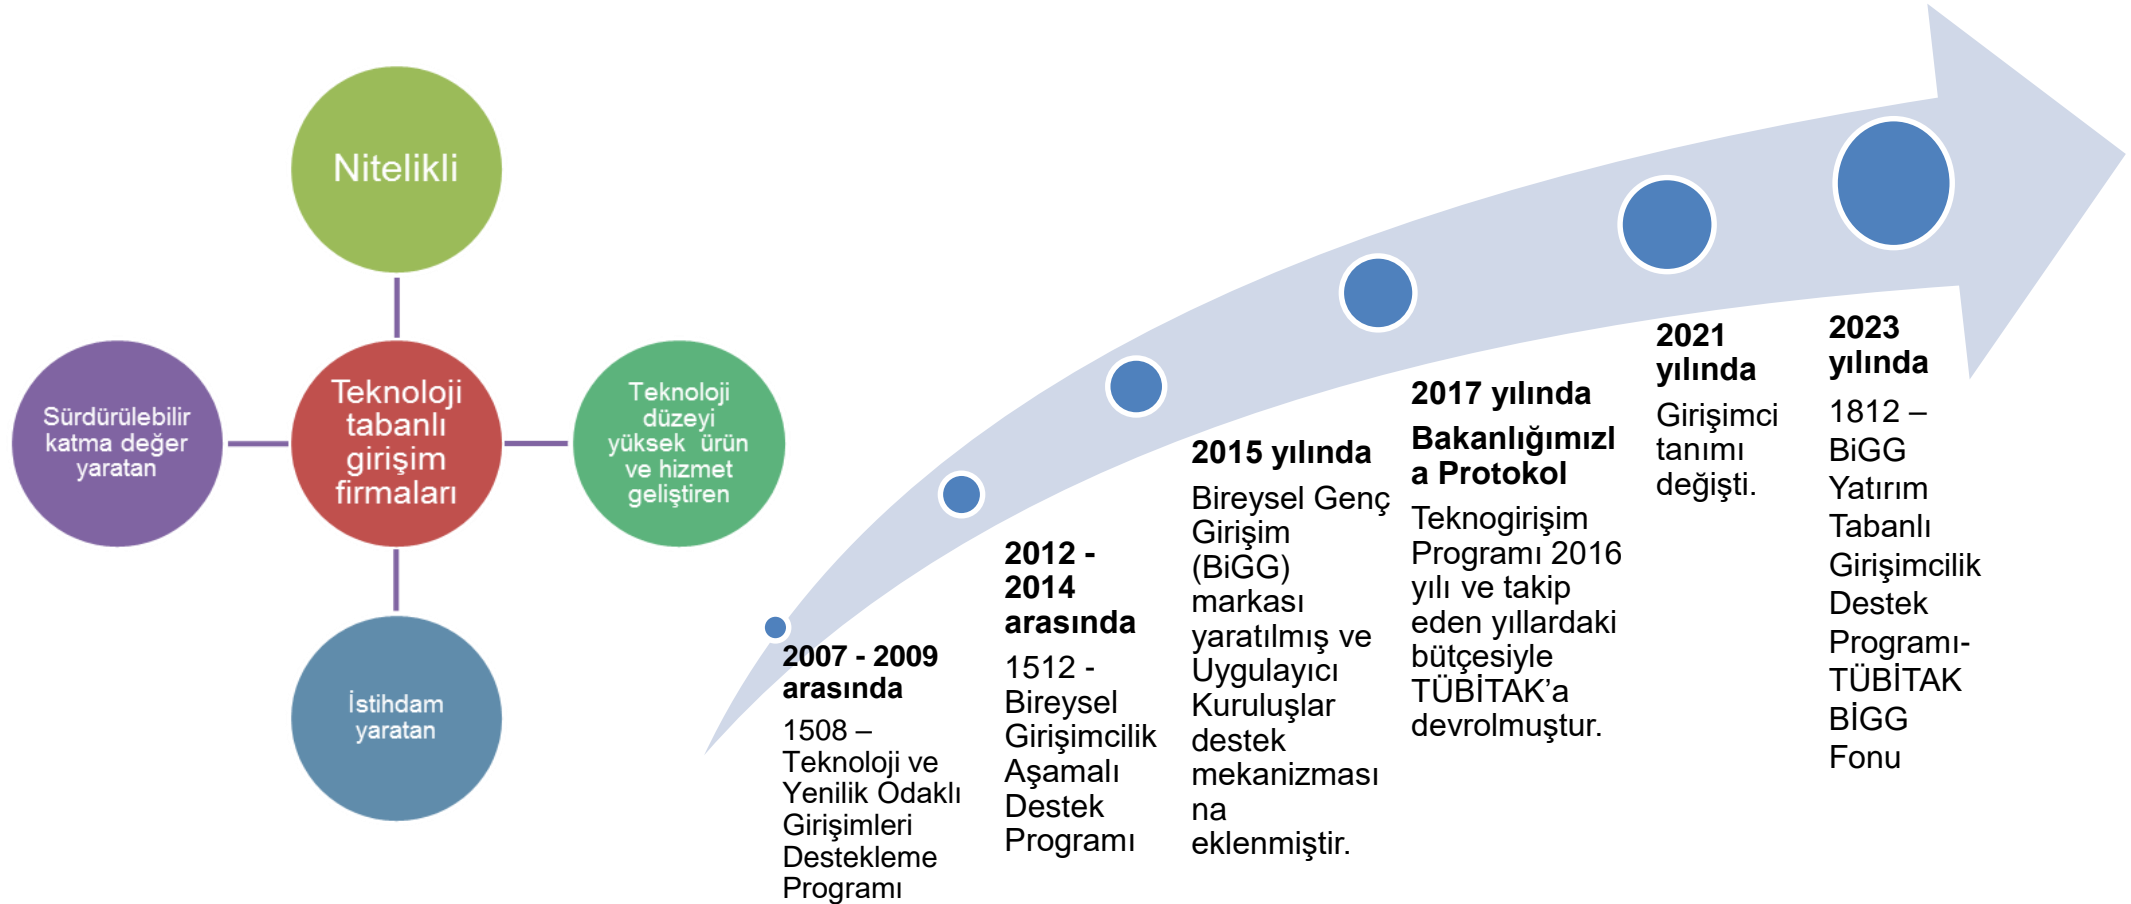 Nitelikli
Sürdürülebilir
katma değer
yaratan
Teknoloji
tabanlı
girişim
firmaları
Teknoloji
düzeyi
yüksek ürün
ve hizmet
geliştiren
İstihdam
yaratan
2007 - 2009
arasında
1508 –
Teknoloji ve
Yenilik Odaklı
Girişimleri
Destekleme
Programı
2012 -
2014
arasında
1512 -
Bireysel
Girişimcilik
Aşamalı
Destek
Programı
2015 yılında
Bireysel Genç
Girişim
(BiGG)
markası
yaratılmış ve
Uygulayıcı
Kuruluşlar
destek
mekanizması
na
eklenmiştir.
2017 yılında
Bakanlığımızl
a Protokol
Teknogirişim
Programı 2016
yılı ve takip
eden yıllardaki
bütçesiyle
TÜBİTAK’a
devrolmuştur.
2021
yılında
Girişimci
tanımı
değişti.
2023
yılında
1812 –
BiGG
Yatırım
Tabanlı
Girişimcilik
Destek
Programı-
TÜBİTAK
BİGG
Fonu